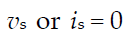 𝑣ₛ or 𝑖ₛ = 0